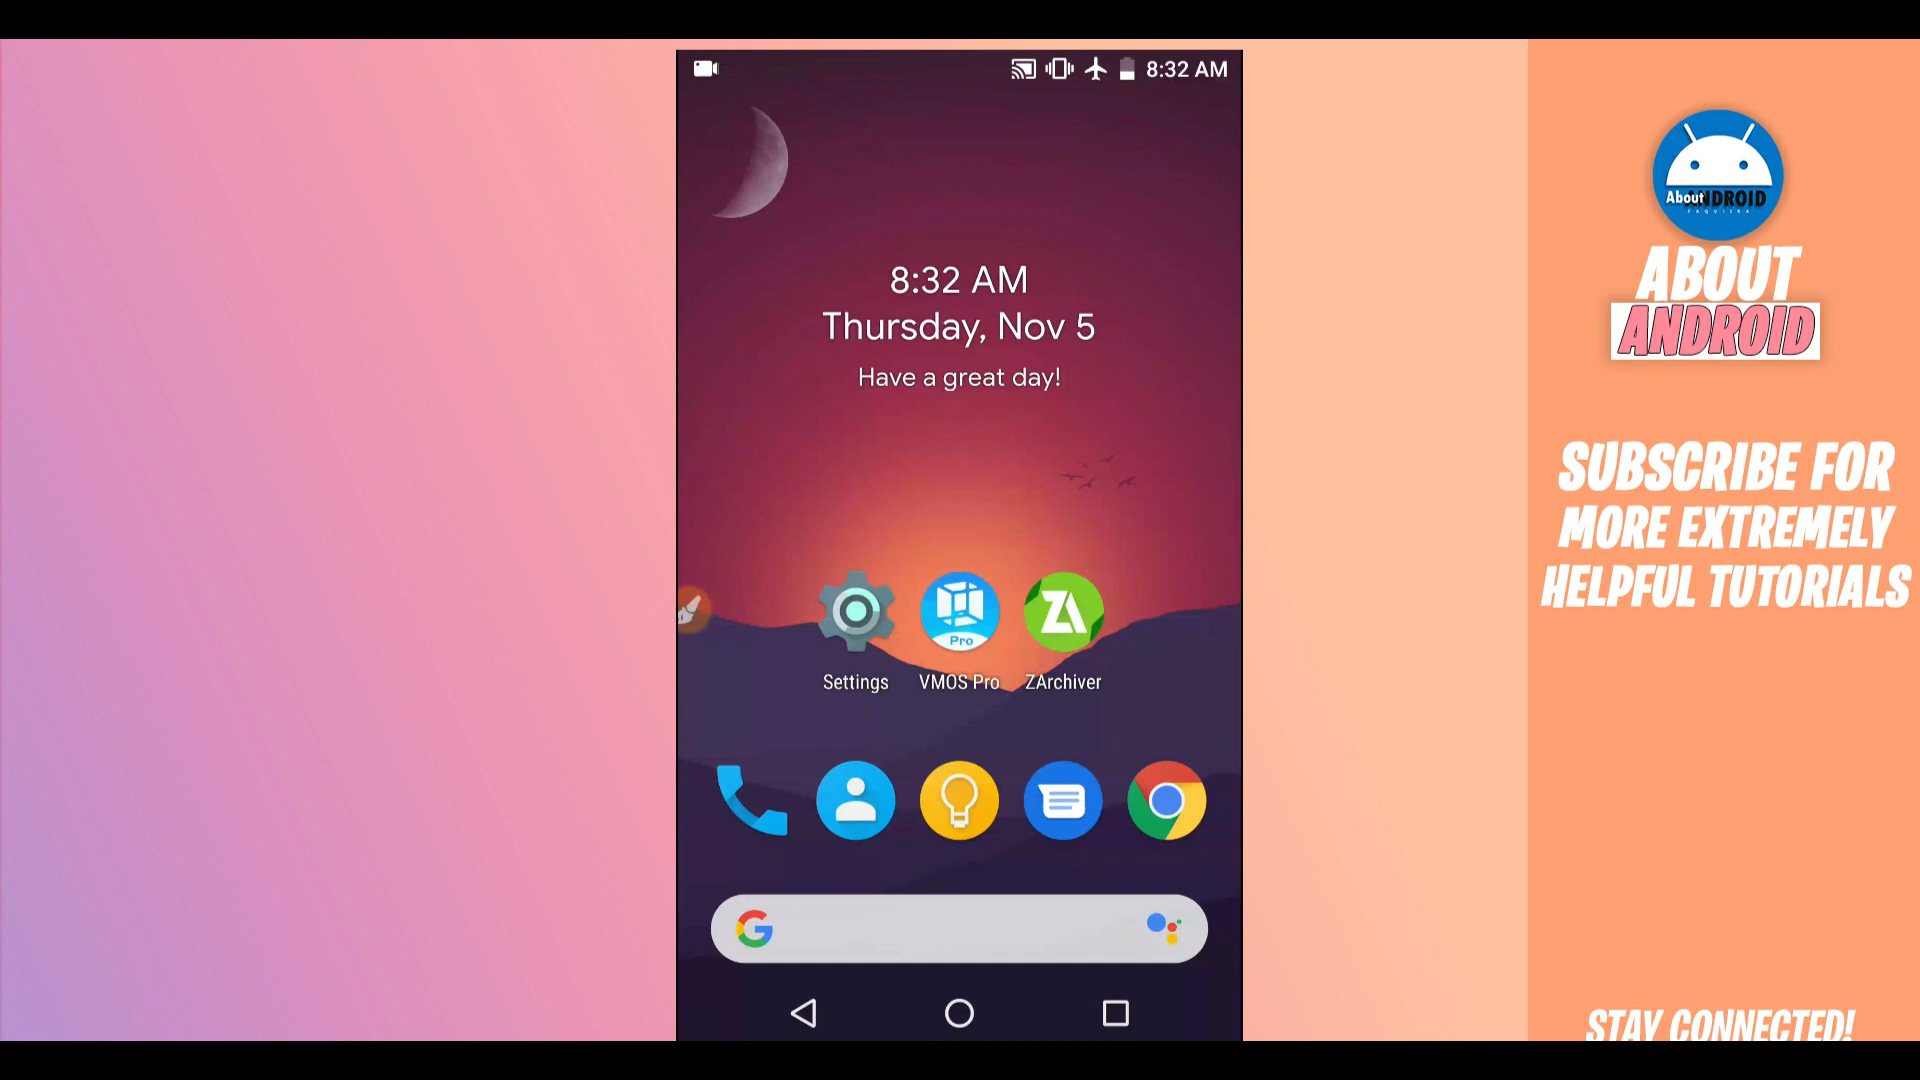 8:32 AM
8:32 AM
Thursday, Nov 5
Have a great day!
Pro
Settings
VMOS Pro
ZArchiver
About ANDROID
ABOUT
ANDROID
SUBSCRIBE FOR
MORE EXTREMELY
HELPFUL TUTORIALS
STAY CONNECTED!